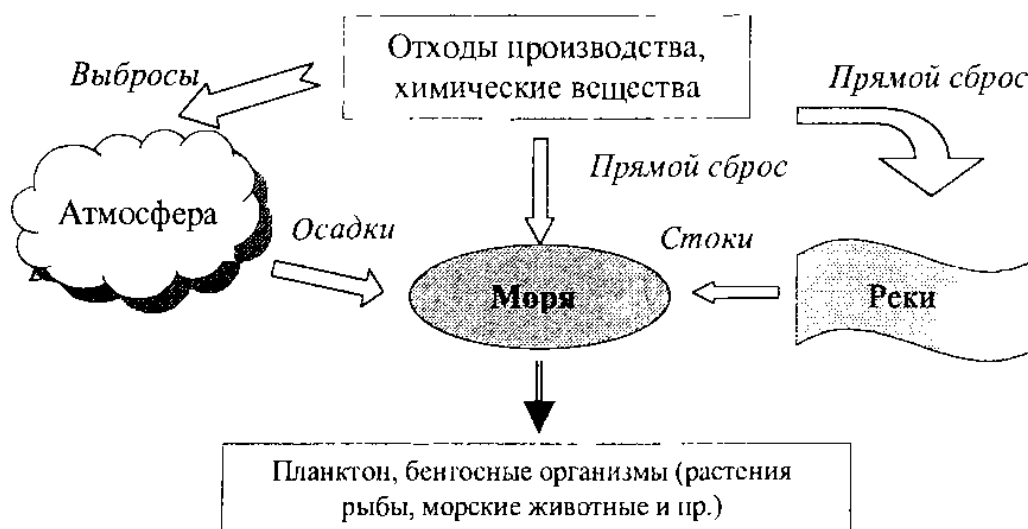 Отходы производства,
химические вещества
Выбросы
Прямой сброс
Прямой сброс
Атмосфера
Осадки
Стоки
Моря
Реки
Планктон, бентосные организмы (растения
рыбы, морские животные и пр.)